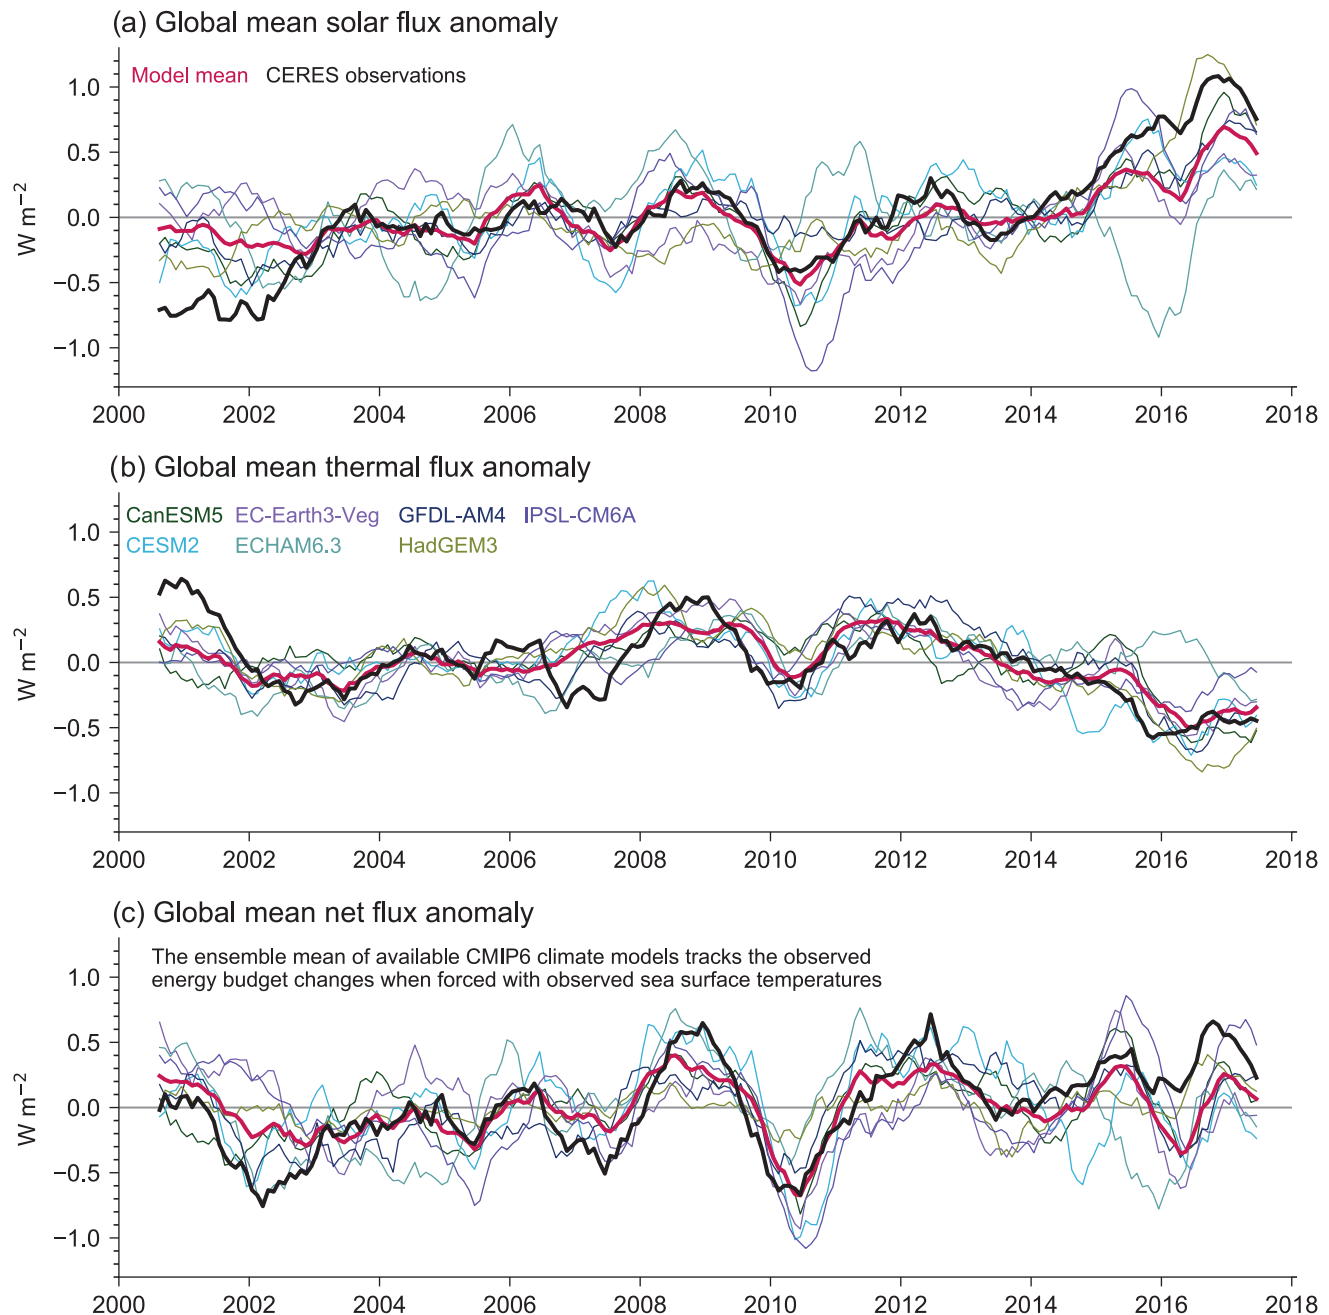 (a) Global mean solar flux anomaly
Model mean CERES observations
1.0
0.5
0.0
−0.5
−1.0
W m−2
2000 2002 2004 2006 2008 2010 2012 2014 2016 2018
(b) Global mean thermal flux anomaly
CanESM5 EC-Earth3-Veg GFDL-AM4 IPSL-CM6A
CESM2 ECHAM6.3 HadGEM3
1.0
0.5
0.0
−0.5
−1.0
W m−2
2000 2002 2004 2006 2008 2010 2012 2014 2016 2018
(c) Global mean net flux anomaly
The ensemble mean of available CMIP6 climate models tracks the observed
energy budget changes when forced with observed sea surface temperatures
1.0
0.5
0.0
−0.5
−1.0
W m−2
2000 2002 2004 2006 2008 2010 2012 2014 2016 2018